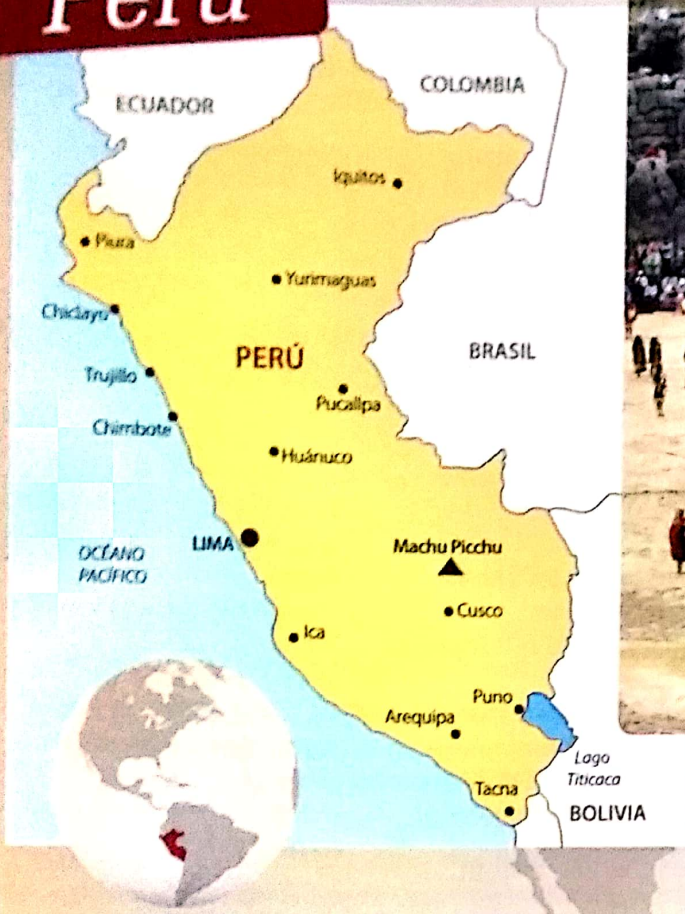 Perú
ECUADOR
COLOMBIA
Iquitos
Piura
Yurimaguas
Chiclayo
PERÚ
BRASIL
Trujillo
Pucallpa
Chimbote
Huánuco
LIMA
Machu Picchu
OCÉANO
PACÍFICO
Cusco
Ica
Puno
Arequipa
Lago
Titicaca
Tacna
BOLIVIA